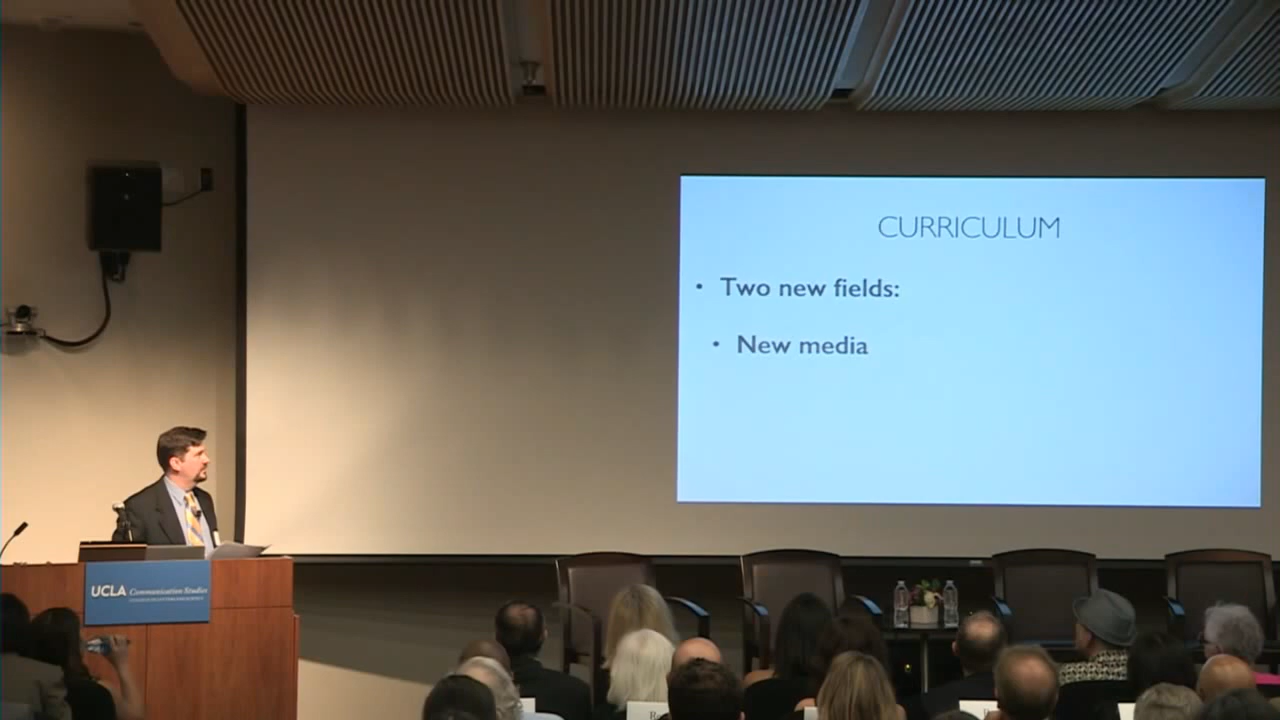 CURRICULUM
• Two new fields:
• New media
UCLA Communication Studies